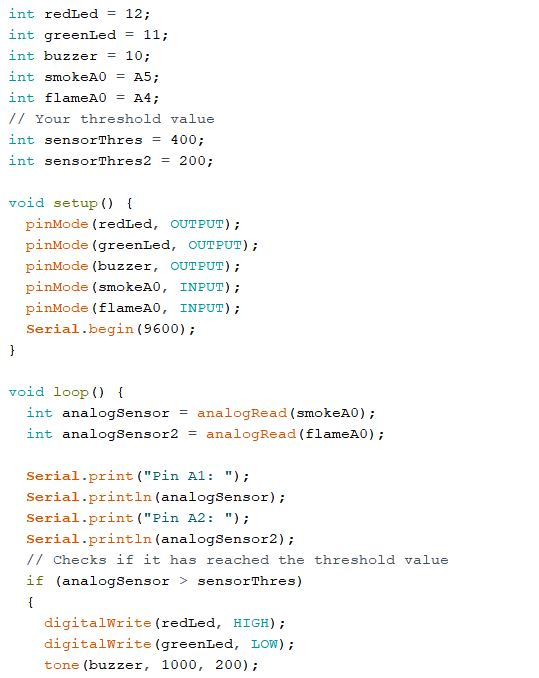 int redLed = 12;
int greenLed = 11;
int buzzer = 10;
int smokeA0 = A5;
int flameA0 = A4;
// Your threshold value
int sensorThres = 400;
int sensorThres2 = 200;

void setup() {
  pinMode(redLed, OUTPUT);
  pinMode(greenLed, OUTPUT);
  pinMode(buzzer, OUTPUT);
  pinMode(smokeA0, INPUT);
  pinMode(flameA0, INPUT);
  Serial.begin(9600);
}

void loop() {
  int analogSensor = analogRead(smokeA0);
  int analogSensor2 = analogRead(flameA0);

  Serial.print("Pin A1: ");
  Serial.println(analogSensor);
  Serial.print("Pin A2: ");
  Serial.println(analogSensor2);
  // Checks if it has reached the threshold value
  if (analogSensor > sensorThres)
  {
    digitalWrite(redLed, HIGH);
    digitalWrite(greenLed, LOW);
    tone(buzzer, 1000, 200);